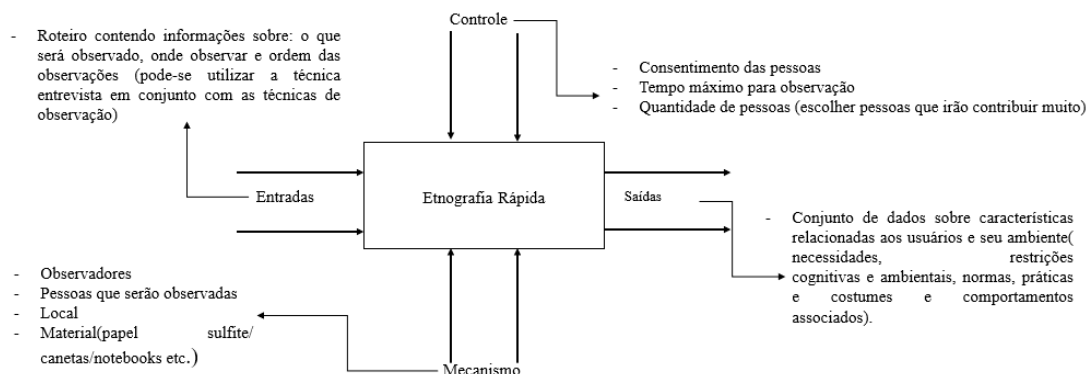 Controle
- Roteiro contendo informações sobre: o que
será observado, onde observar e ordem das
observações (pode-se utilizar a técnica
entrevista em conjunto com as técnicas de
observação)
- Consentimento das pessoas
- Tempo máximo para observação
- Quantidade de pessoas (escolher pessoas que irão contribuir muito)
Entradas
Etnografia Rápida
Saídas
- Conjunto de dados sobre características
relacionadas aos usuários e seu ambiente(
necessidades, restrições
cognitivas e ambientais, normas, práticas
e costumes e comportamentos
associados).
- Observadores
- Pessoas que serão observadas
- Local
- Material(papel sulfite/
canetas/notebooks etc.)
Mecanismo